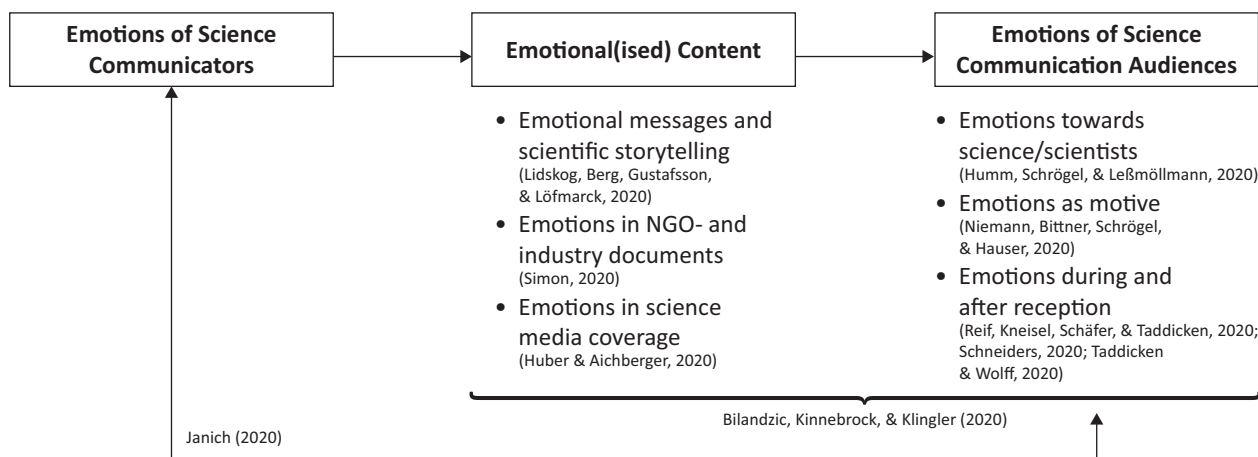 Emotions of Science
Communicators
Emotional(ised) Content
Emotions of Science
Communication Audiences
• Emotional messages and
scientific storytelling
(Lidskog, Berg, Gustafsson,
& Löfmarck, 2020)
• Emotions in NGO- and
industry documents
(Simon, 2020)
• Emotions in science
media coverage
(Huber & Aichberger, 2020)
• Emotions towards
science/scientists
(Humm, Schrögel, & Leßmöllmann, 2020)
• Emotions as motive
(Niemann, Bittner, Schrögel,
& Hauser, 2020)
• Emotions during and
after reception
(Reif, Kneisel, Schäfer, & Taddicken, 2020;
Schneiders, 2020; Taddicken
& Wolff, 2020)
Bilandzic, Kinnebrock, & Klingler (2020)
Janich (2020)